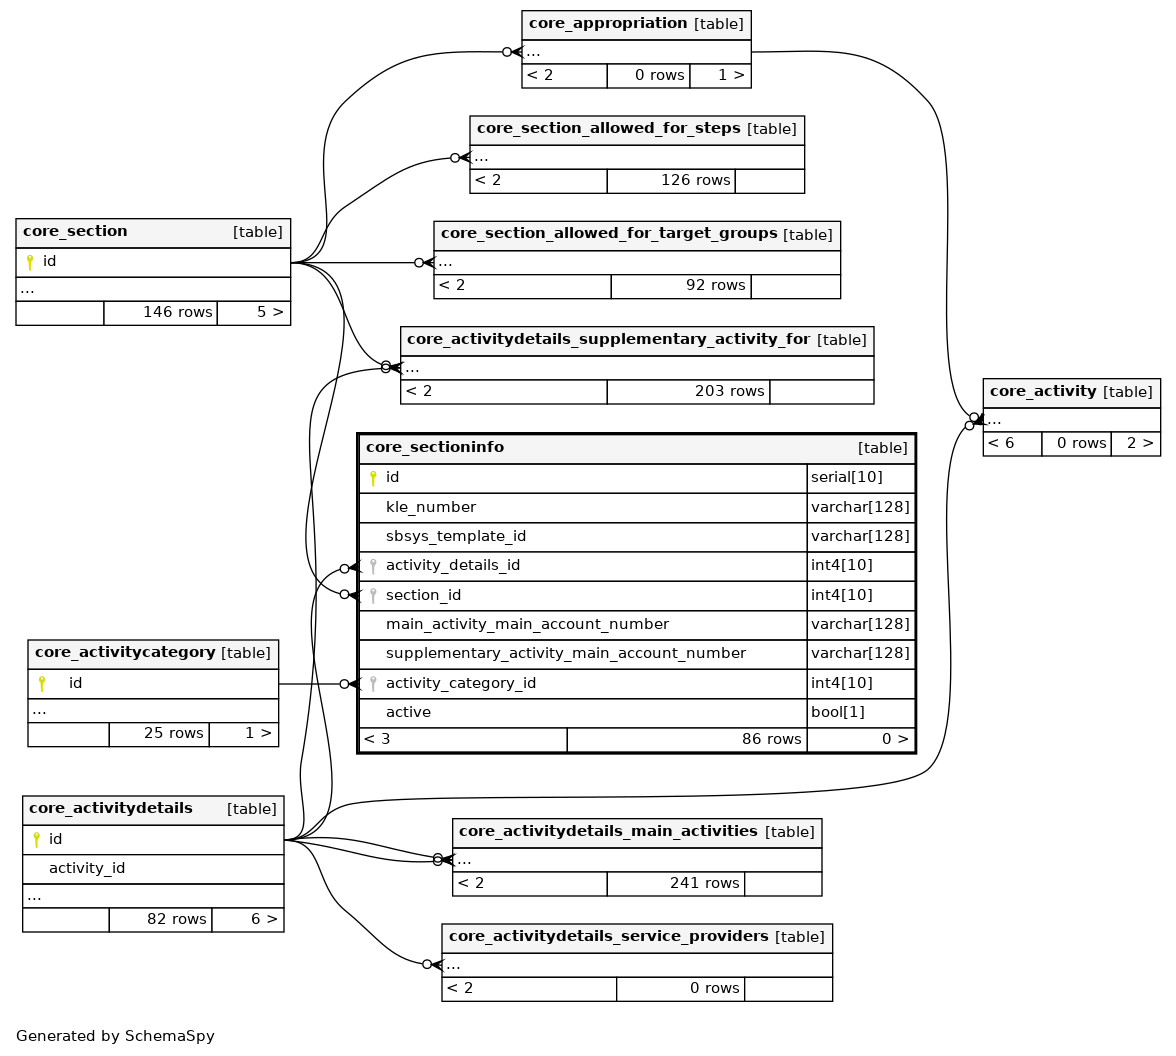 core_appropriation [table]
...
< 2 0 rows 1 >
core_section_allowed_for_steps [table]
...
< 2 126 rows
core_section [table]
id
...
146 rows 5 >
core_section_allowed_for_target_groups [table]
...
< 2 92 rows
core_activitydetails_supplementary_activity_for [table]
...
< 2 203 rows
core_activity [table]
...
< 6 0 rows 2 >
core_sectioninfo [table]
id serial[10]
kle_number varchar[128]
sbsys_template_id varchar[128]
activity_details_id int4[10]
section_id int4[10]
main_activity_main_account_number varchar[128]
supplementary_activity_main_account_number varchar[128]
activity_category_id int4[10]
active bool[1]
< 3 86 rows 0 >
core_activitycategory [table]
id
...
25 rows 1 >
core_activitydetails [table]
id
activity_id
...
82 rows 6 >
core_activitydetails_main_activities [table]
...
< 2 241 rows
core_activitydetails_service_providers [table]
...
< 2 0 rows
Generated by SchemaSpy